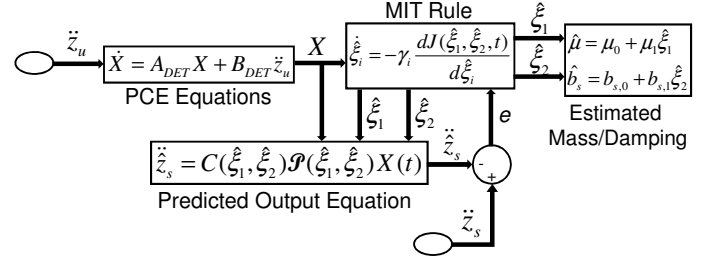 MIT Rule
z̈_u
Ẋ = A_DET X + B_DET z̈_u
PCE Equations
X
ξ̂̇_i = −γ_i dJ(ξ̂_1, ξ̂_2, t) / dξ̂_i
ξ̂_1
ξ̂_2
μ̂ = μ_0 + μ_1 ξ̂_1
b̂_s = b_{s,0} + b_{s,1} ξ̂_2
Estimated
Mass/Damping
ξ̂_1
ξ̂_2
e
z̈̂_s = C(ξ̂_1, ξ̂_2) 𝓟(ξ̂_1, ξ̂_2) X(t)
Predicted Output Equation
z̈̂_s
-
+
z̈_s